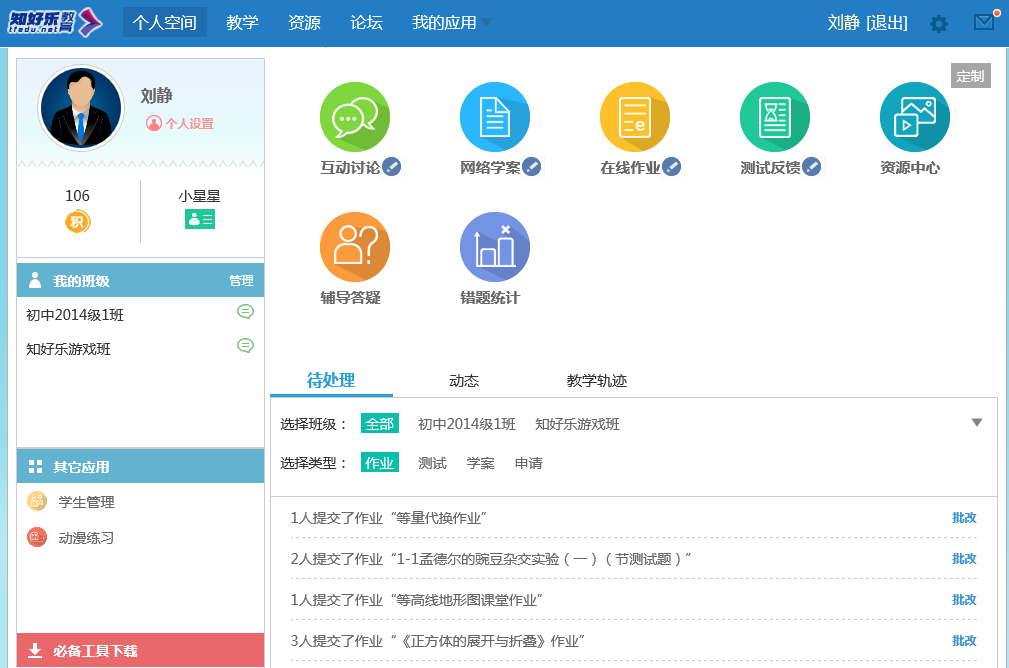 知好乐教育
lfedu.net
个人空间 教学 资源 论坛 我的应用 刘静 [退出]
定制
刘静
个人设置
106 小星星
积
互动讨论 网络学案 在线作业 测试反馈 资源中心
辅导答疑 错题统计
我的班级 管理
初中2014级1班
知好乐游戏班
其它应用
学生管理
动漫练习
必备工具下载
待处理 动态 教学轨迹
选择班级： 全部 初中2014级1班 知好乐游戏班
选择类型： 作业 测试 学案 申请
1人提交了作业“等量代换作业” 批改
2人提交了作业“1-1孟德尔的豌豆杂交实验（一）（节测试题）” 批改
1人提交了作业“等高线地形图课堂作业” 批改
3人提交了作业“《正方体的展开与折叠》作业” 批改